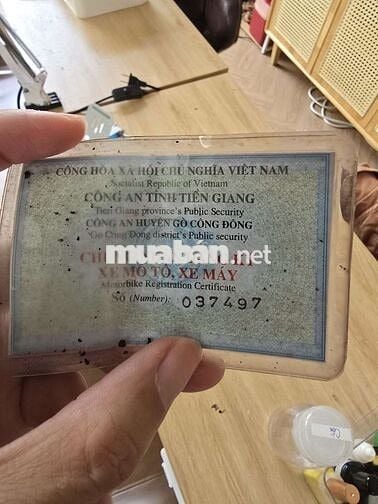 CỘNG HÒA XÃ HỘI CHỦ NGHĨA VIỆT NAM
Socialist Republic of Vietnam
CÔNG AN TỈNH TIỀN GIANG
Tien Giang province's Public Security
CÔNG AN HUYỆN GÒ CÔNG ĐÔNG
Go Cong Dong district's Public security
muabán.net
XE MÔ TÔ, XE MÁY
Motorbike Registration Certificate
Số (Number): 037497